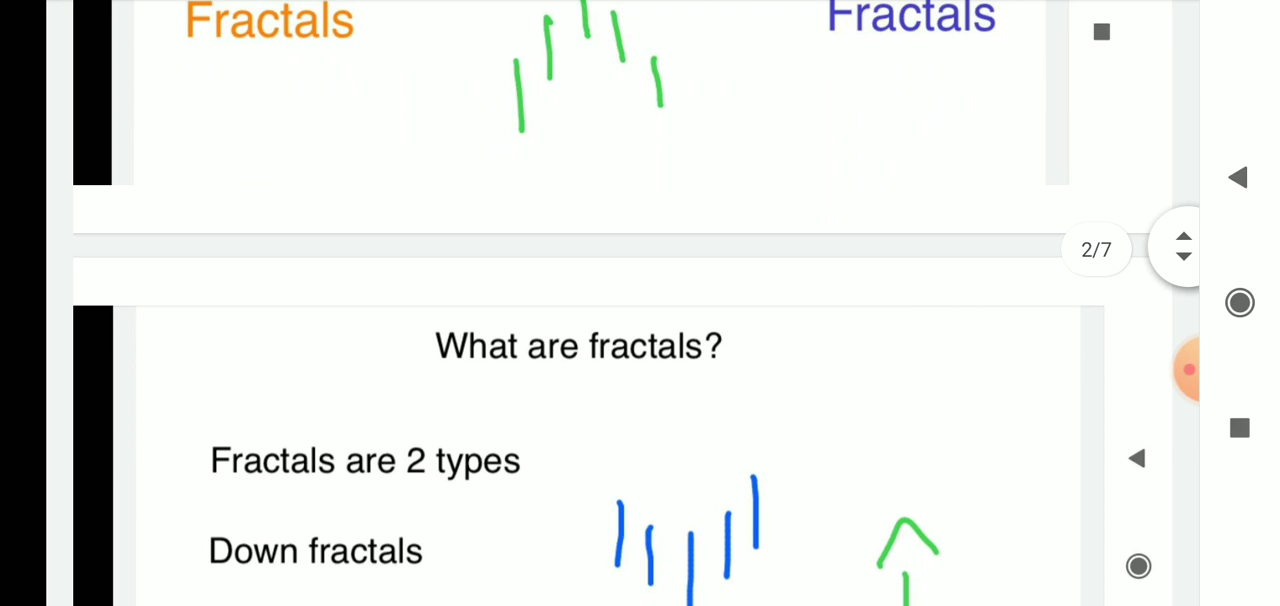 Fractals
Fractals
2/7
What are fractals?
Fractals are 2 types
Down fractals